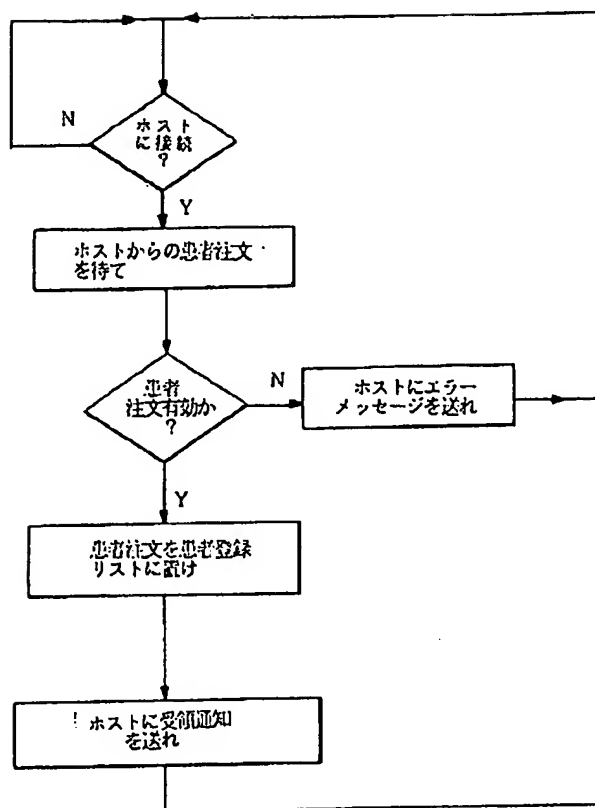 N
ホスト
に接続
?
Y
ホストからの患者注文
を待て
患者
注文有効か
?
N
ホストにエラー
メッセージを送れ
Y
患者注文を患者登録
リストに置け
ホストに受領通知
を送れ